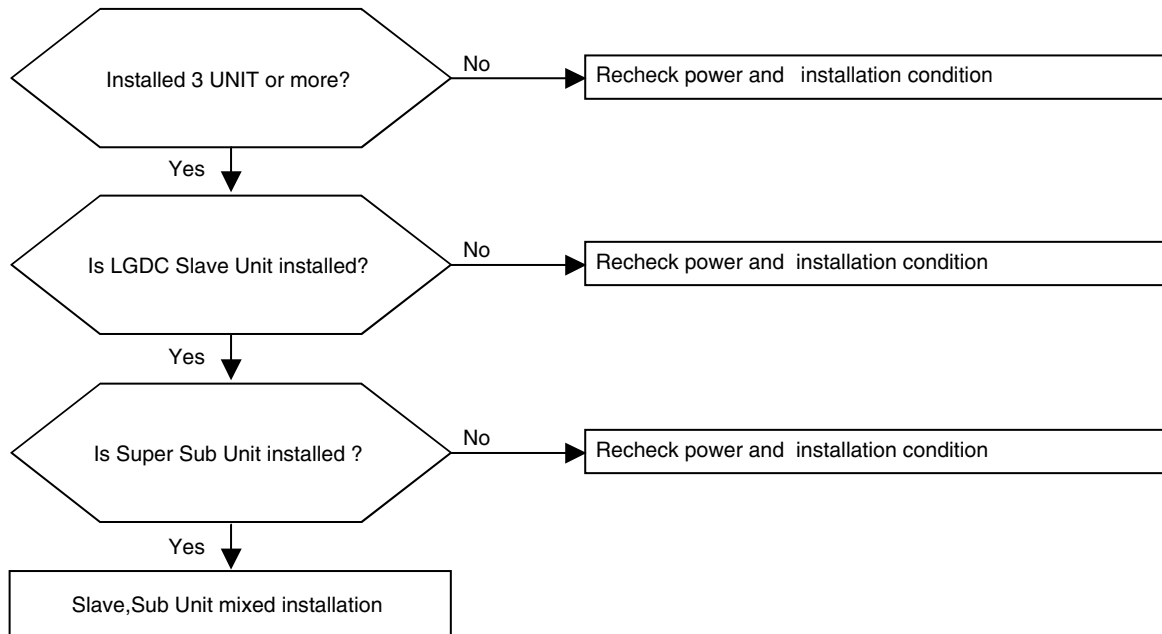 Installed 3 UNIT or more?
No
Recheck power and installation condition
Yes
Is LGDC Slave Unit installed?
No
Recheck power and installation condition
Yes
Is Super Sub Unit installed ?
No
Recheck power and installation condition
Yes
Slave,Sub Unit mixed installation